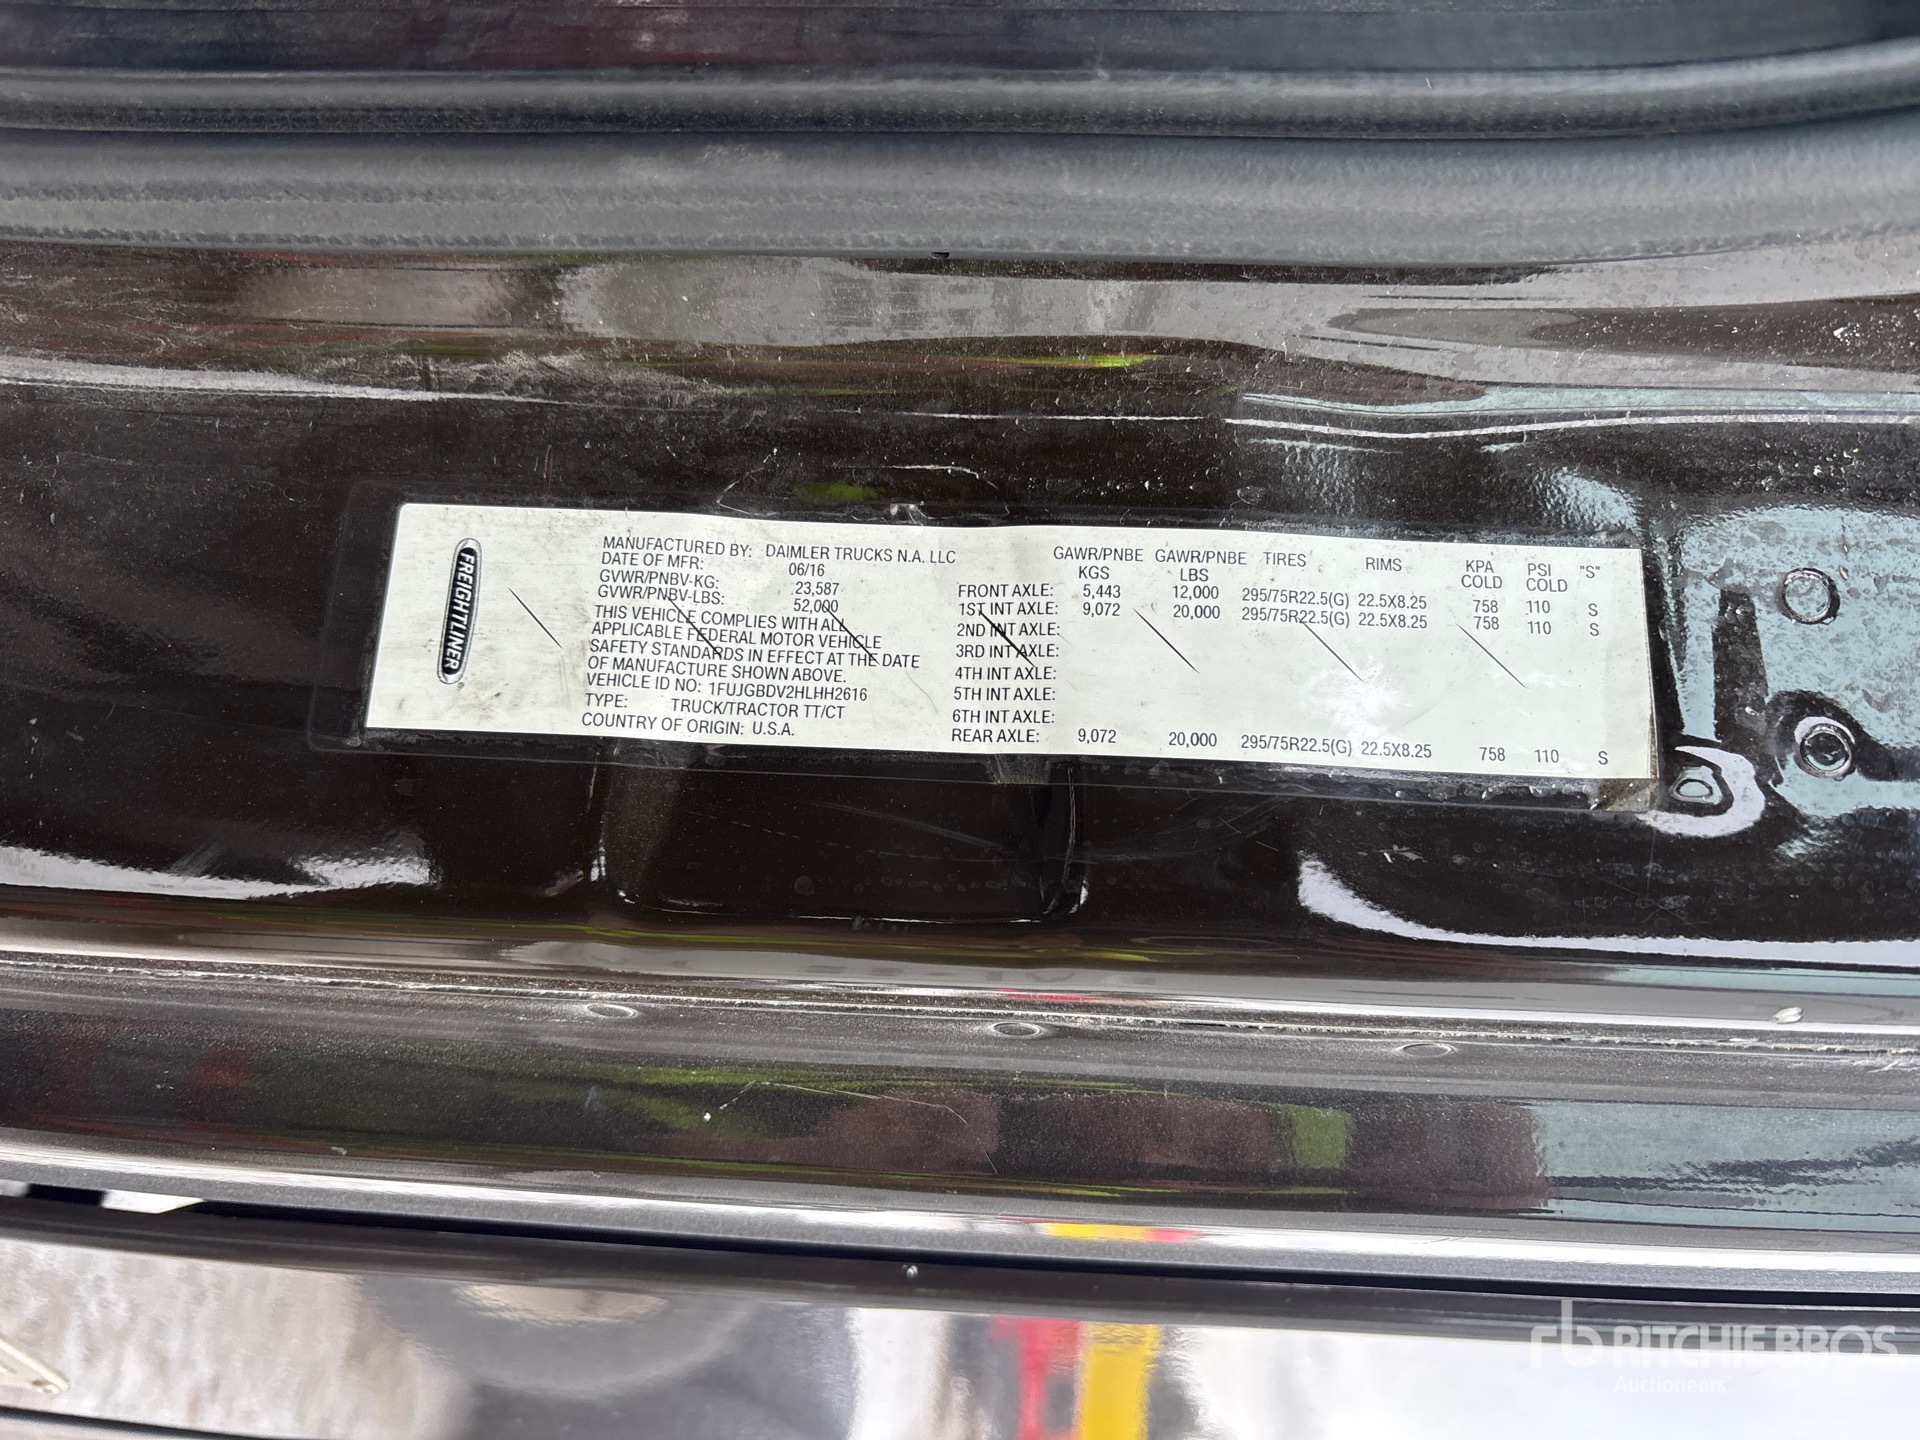 FREIGHTLINER
MANUFACTURED BY: DAIMLER TRUCKS N.A. LLC
DATE OF MFR: 06/16
GVWR/PNBV-KG: 23,587
GVWR/PNBV-LBS: 52,000
THIS VEHICLE COMPLIES WITH ALL
APPLICABLE FEDERAL MOTOR VEHICLE
SAFETY STANDARDS IN EFFECT AT THE DATE
OF MANUFACTURE SHOWN ABOVE.
VEHICLE ID NO: 1FUJGBDV2HLHH2616
TYPE: TRUCK/TRACTOR TT/CT
COUNTRY OF ORIGIN: U.S.A.
GAWR/PNBE GAWR/PNBE TIRES RIMS KPA PSI "S"
KGS LBS COLD COLD
FRONT AXLE: 5,443 12,000 295/75R22.5(G) 22.5X8.25 758 110 S
1ST INT AXLE: 9,072 20,000 295/75R22.5(G) 22.5X8.25 758 110 S
2ND INT AXLE:
3RD INT AXLE:
4TH INT AXLE:
5TH INT AXLE:
6TH INT AXLE:
REAR AXLE: 9,072 20,000 295/75R22.5(G) 22.5X8.25 758 110 S
rb RITCHIE BROS
Auctioneers